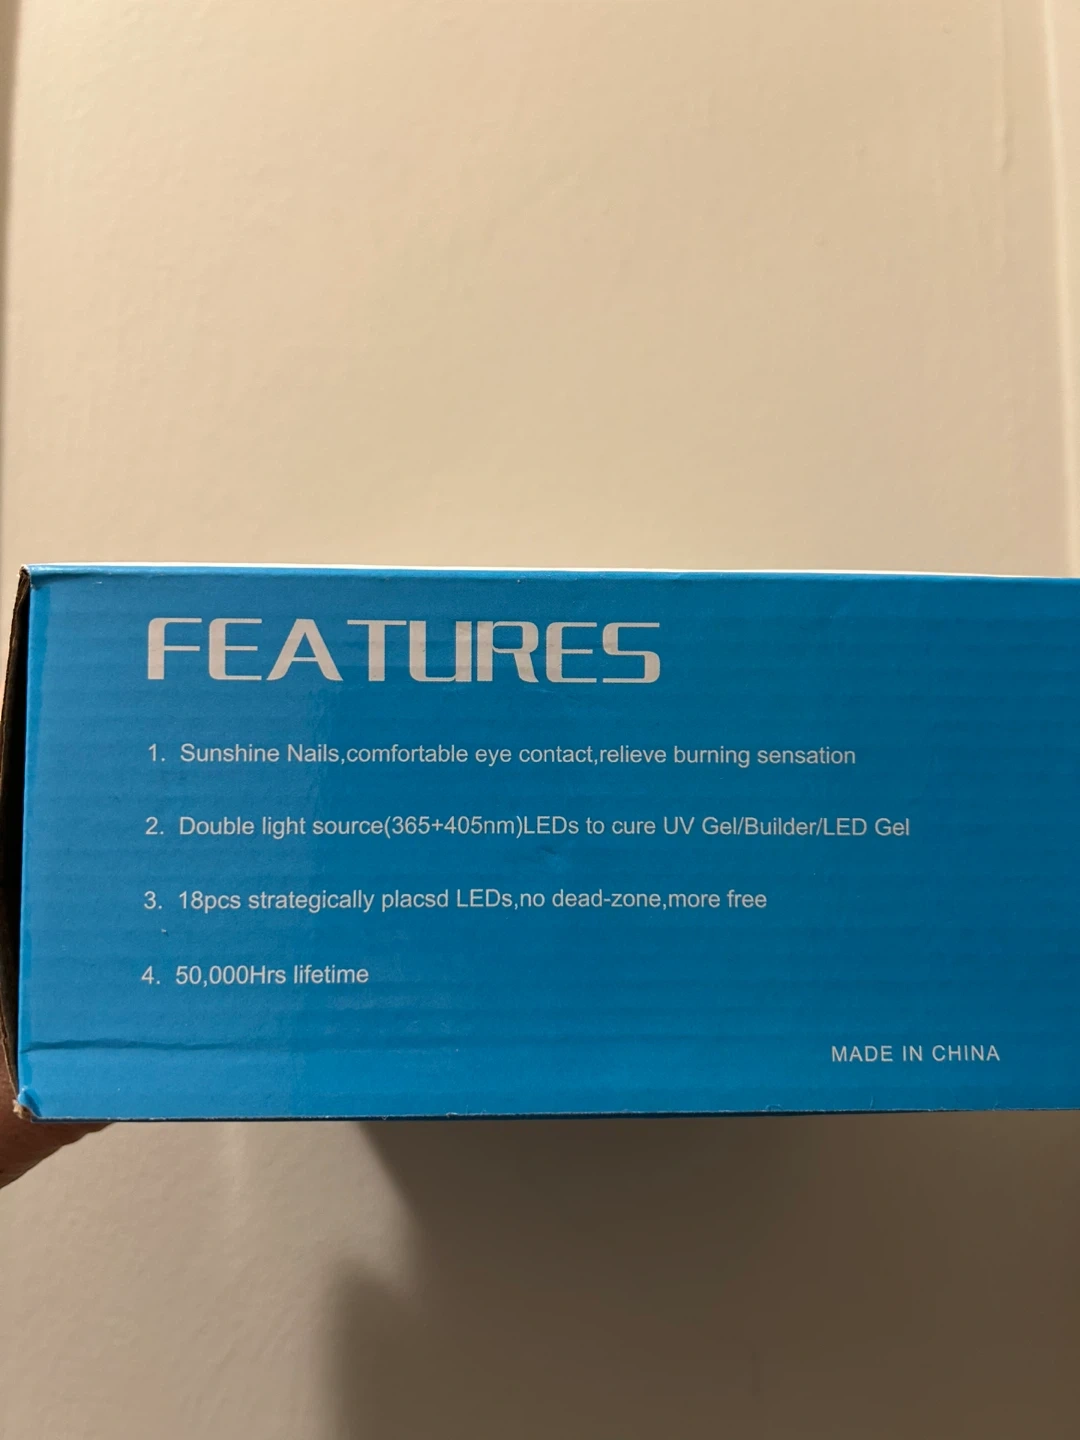 FEATURES
1. Sunshine Nails,comfortable eye contact,relieve burning sensation
2. Double light source(365+405nm)LEDs to cure UV Gel/Builder/LED Gel
3. 18pcs strategically placsd LEDs,no dead-zone,more free
4. 50,000Hrs lifetime
MADE IN CHINA